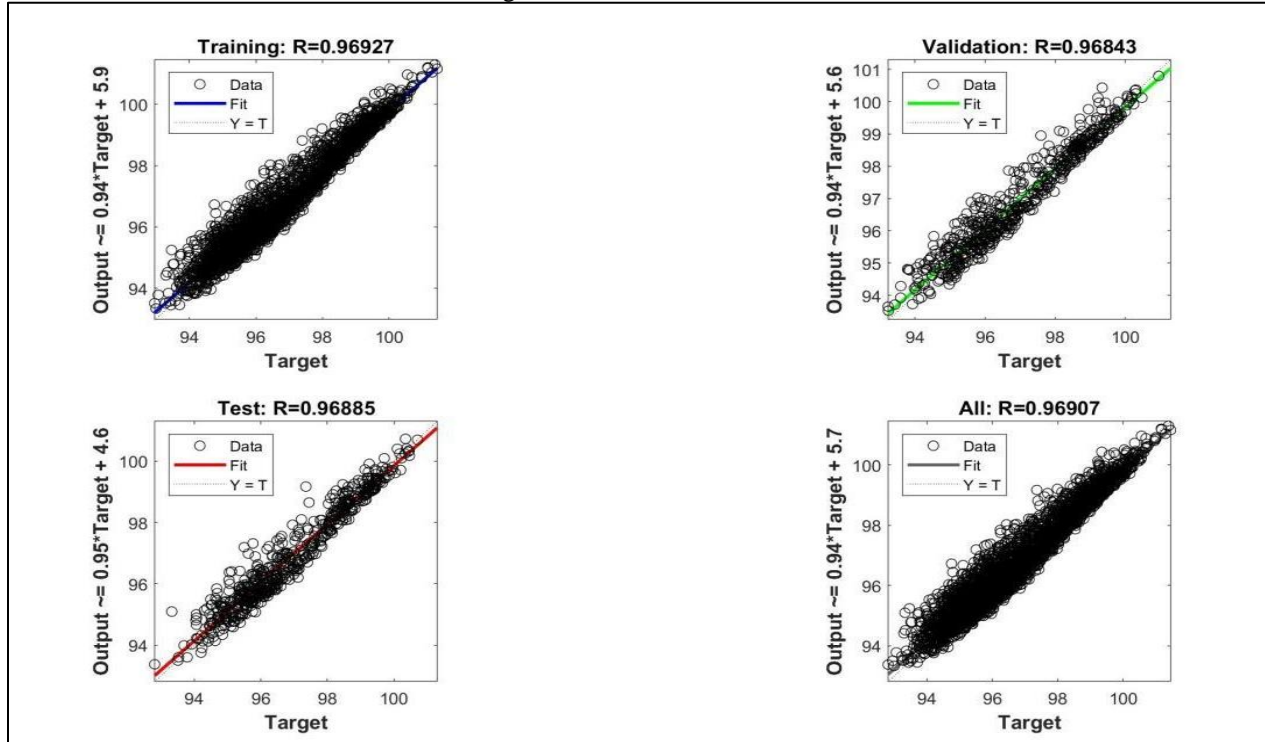 Training: R=0.96927
Output ~= 0.94*Target + 5.9
Data
Fit
Y = T
100
98
96
94
94 96 98 100
Target
Validation: R=0.96843
Output ~= 0.94*Target + 5.6
Data
Fit
Y = T
101
100
99
98
97
96
95
94
94 96 98 100
Target
Test: R=0.96885
Output ~= 0.95*Target + 4.6
Data
Fit
Y = T
100
98
96
94
94 96 98 100
Target
All: R=0.96907
Output ~= 0.94*Target + 5.7
Data
Fit
Y = T
100
98
96
94
94 96 98 100
Target